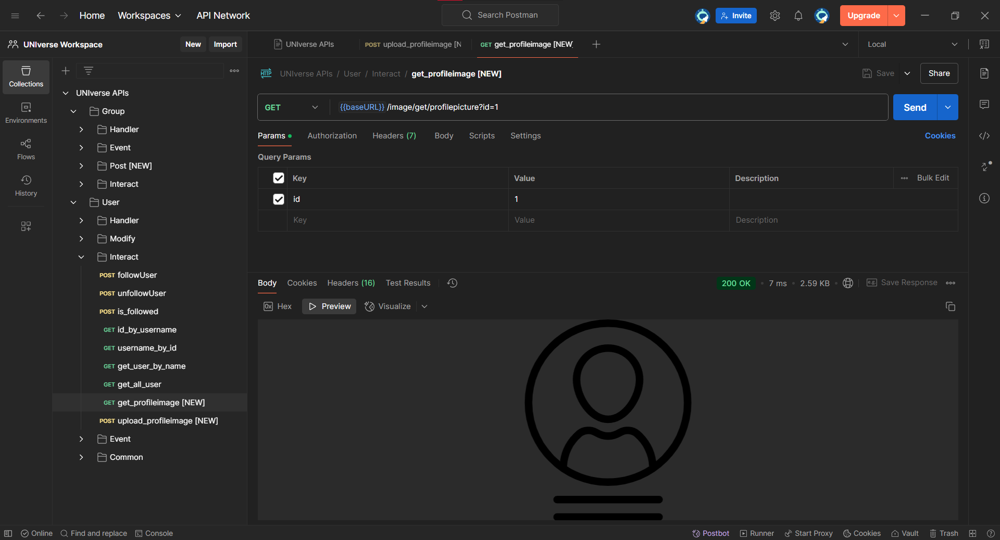 Home
Workspaces
API Network
Search Postman
Invite
Upgrade
UNIverse Workspace
New
Import
UNIverse APIs
POST upload_profileimage [N
GET get_profileimage [NEW]
Local
Collections
Environments
Flows
History
UNIverse APIs
Group
Handler
Event
Post [NEW]
Interact
User
Handler
Modify
Interact
POST followUser
POST unfollowUser
POST is_followed
GET id_by_username
GET username_by_id
GET get_user_by_name
GET get_all_user
GET get_profileimage [NEW]
POST upload_profileimage [NEW]
Event
Common
HTTP UNIverse APIs / User / Interact / get_profileimage [NEW]
Save
Share
GET
{{baseURL}} /image/get/profilepicture?id=1
Send
Params
Authorization
Headers (7)
Body
Scripts
Settings
Cookies
Query Params
Key
Value
Description
Bulk Edit
id
1
Key
Value
Description
Body
Cookies
Headers (16)
Test Results
200 OK
7 ms
2.59 KB
e.g. Save Response
0x Hex
Preview
Visualize
Online
Find and replace
Console
Postbot
Runner
Start Proxy
Cookies
Vault
Trash